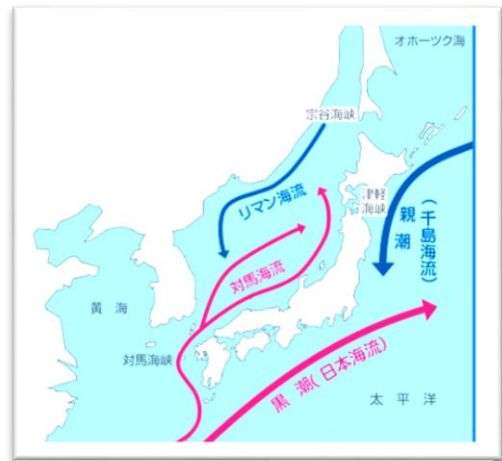 オホーツク海
宗谷海峡
リマン海流
津軽
海峡
(千島海流)
親潮
対馬海流
黄海
対馬海峡
黒潮(日本海流)
太平洋